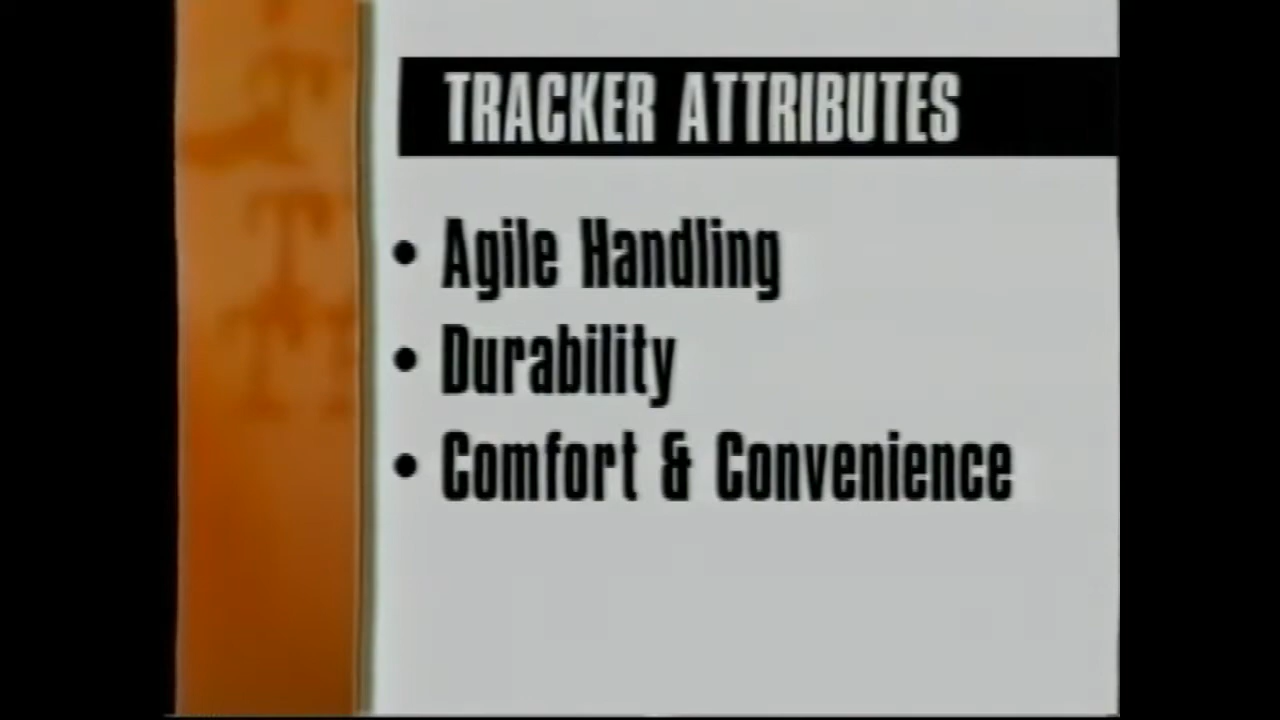 TRACKER ATTRIBUTES
• Agile Handling
• Durability
• Comfort & Convenience